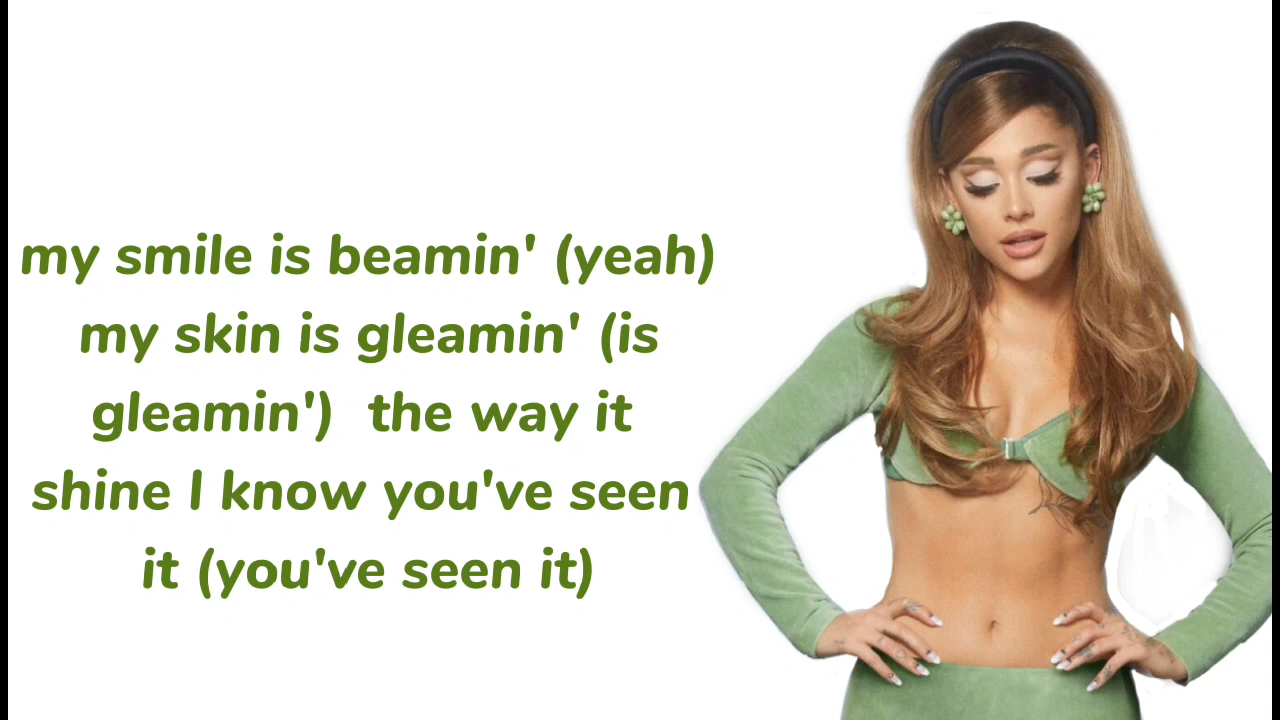 my smile is beamin' (yeah)
my skin is gleamin' (is
gleamin')  the way it
shine I know you've seen
it (you've seen it)